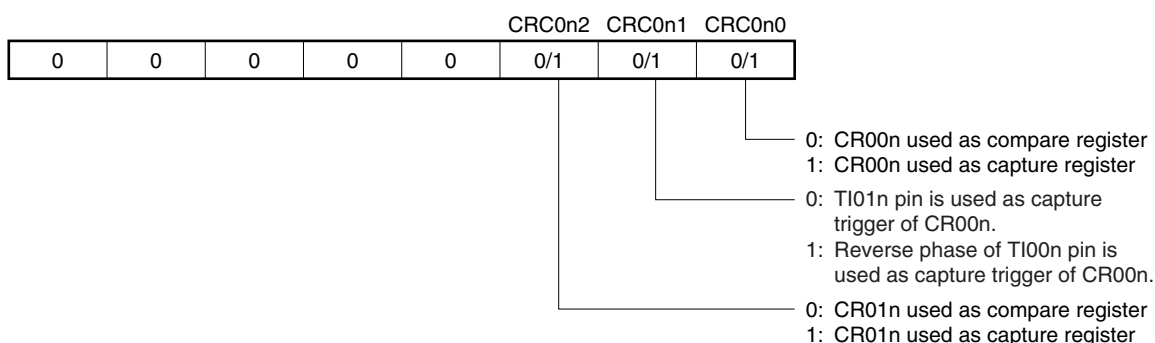 CRC0n2 CRC0n1 CRC0n0
0 0 0 0 0 0/1 0/1 0/1
0: CR00n used as compare register
1: CR00n used as capture register
0: TI01n pin is used as capture
trigger of CR00n.
1: Reverse phase of TI00n pin is
used as capture trigger of CR00n.
0: CR01n used as compare register
1: CR01n used as capture register